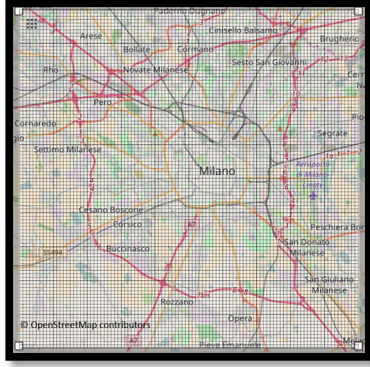 Paderno Dugnano
Cinisello Balsamo
Arese
Brugherio
Bollate
Cormano
Sesto San Giovanni
Rho
Novate Milanese
Pero
Cornaredo
Segrate
Settimo Milanese
Aeroporto
di Milano
Linate
Milano
Cesano Boscone
Corsico
A7
Peschiera Bor
San Donato
Milanese
SS494
Buccinasco
San Giuliano
Milanese
Rozzano
Opera
© OpenStreetMap contributors
A7
Pieve Emanuele